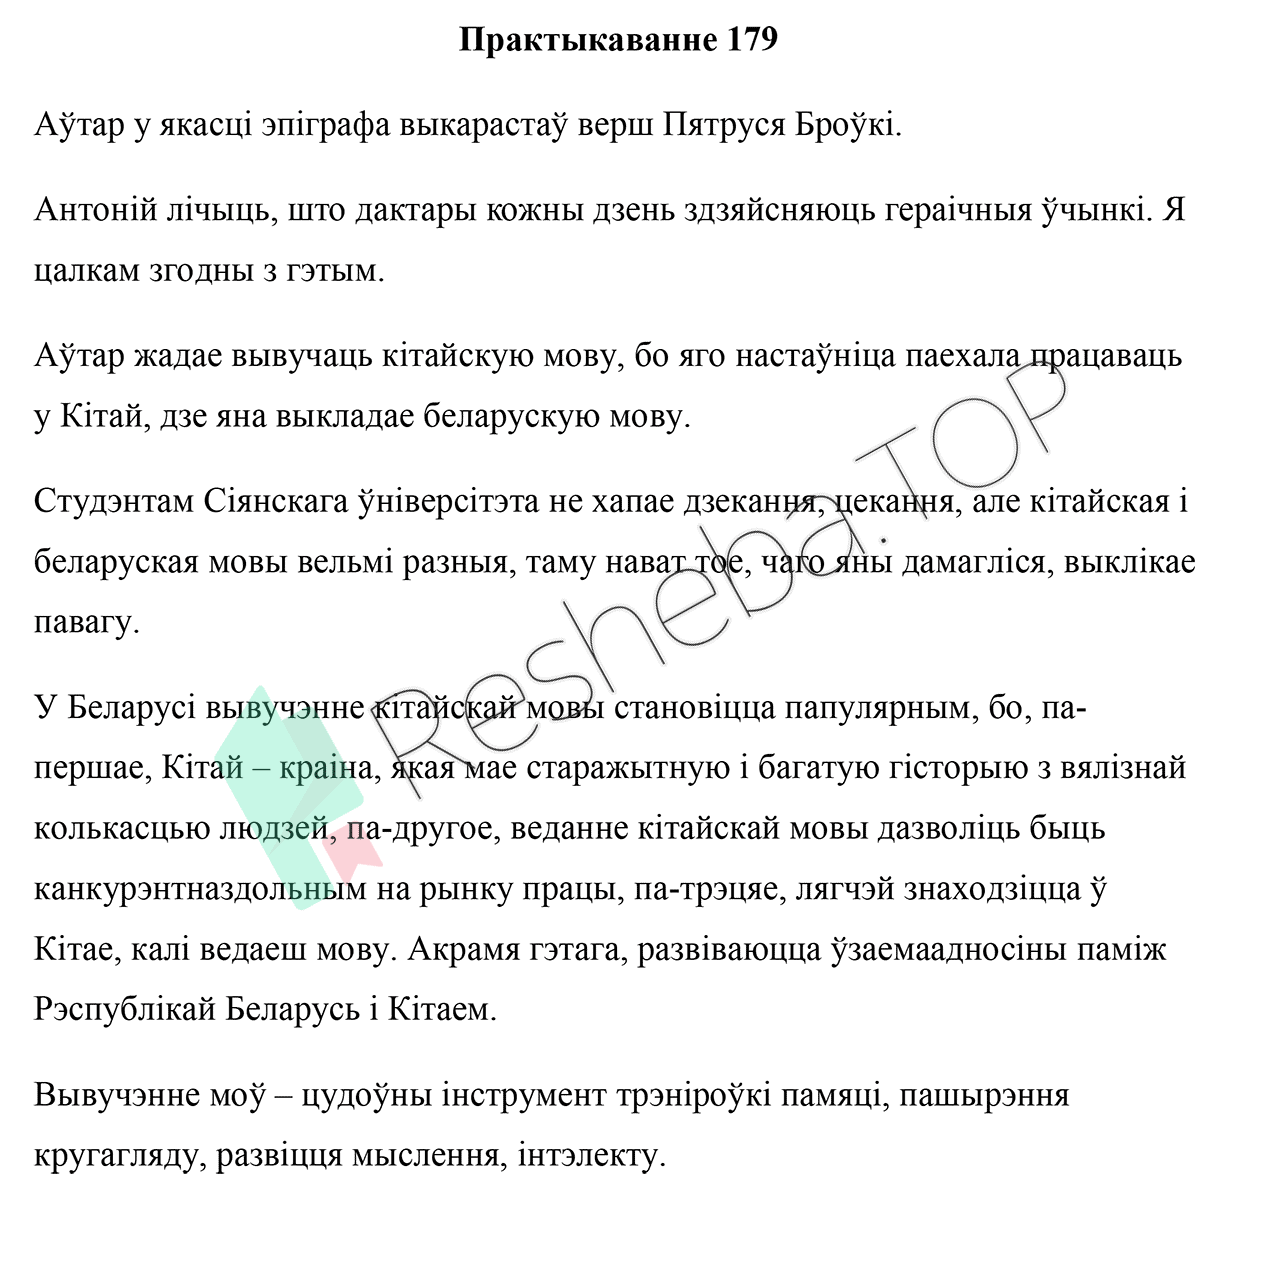 Практыкаванне 179
Аўтар у якасці эпіграфа выкарастаў верш Пятруся Броўкі.
Антоній лічыць, што дактары кожны дзень здзяйсняюць гераічныя ўчынкі. Я
цалкам згодны з гэтым.
Аўтар жадае вывучаць кітайскую мову, бо яго настаўніца паехала працаваць
у Кітай, дзе яна выкладае беларускую мову.
Студэнтам Сіянскага ўніверсітэта не хапае дзекання, цекання, але кітайская і
беларуская мовы вельмі разныя, таму нават тое, чаго яны дамагліся, выклікае
павагу.
У Беларусі вывучэнне кітайскай мовы становіцца папулярным, бо, па-
першае, Кітай – краіна, якая мае старажытную і багатую гісторыю з вялізнай
колькасцью людзей, па-другое, веданне кітайскай мовы дазволіць быць
канкурэнтназдольным на рынку працы, па-трэцяе, лягчэй знаходзіцца ў
Кітае, калі ведаеш мову. Акрамя гэтага, развіваюцца ўзаемаадносіны паміж
Рэспублікай Беларусь і Кітаем.
Вывучэнне моў – цудоўны інструмент трэніроўкі памяці, пашырэння
кругагляду, развіцця мыслення, інтэлекту.
Resheba.TOP